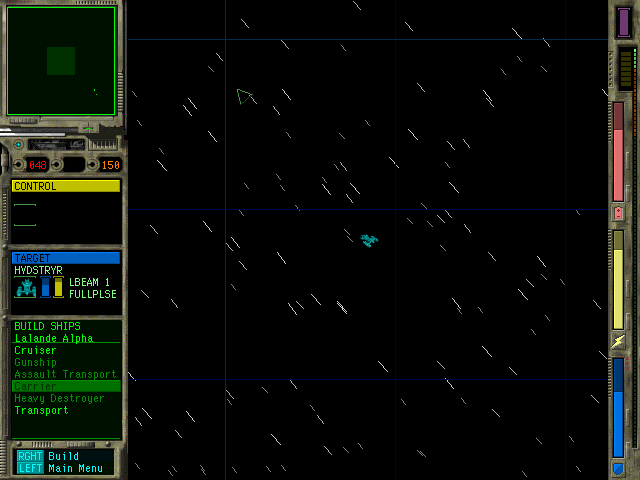 048
150
CONTROL
TARGET
HYDSTRYR
LBEAM 1
FULLPLSE
BUILD SHIPS
Lalande Alpha
Cruiser
Gunship
Assault Transport
Carrier
Heavy Destroyer
Transport
RGHT Build
LEFT Main Menu